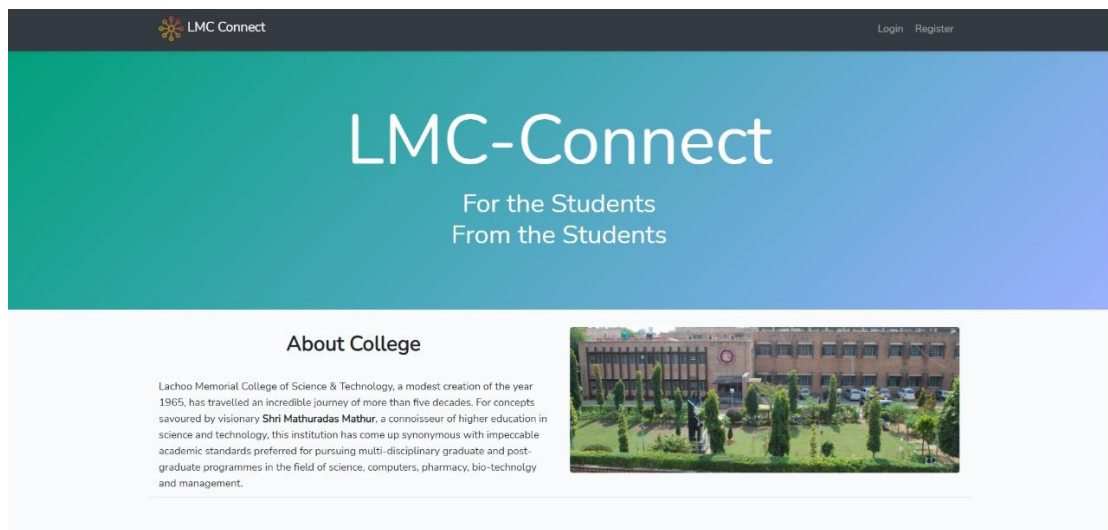 LMC Connect
Login Register
LMC-Connect
For the Students
From the Students
About College
Lachoo Memorial College of Science & Technology, a modest creation of the year
1965, has travelled an incredible journey of more than five decades. For concepts
savoured by visionary Shri Mathuradas Mathur, a connoisseur of higher education in
science and technology, this institution has come up synonymous with impeccable
academic standards preferred for pursuing multi-disciplinary graduate and post-
graduate programmes in the field of science, computers, pharmacy, bio-technolgy
and management.